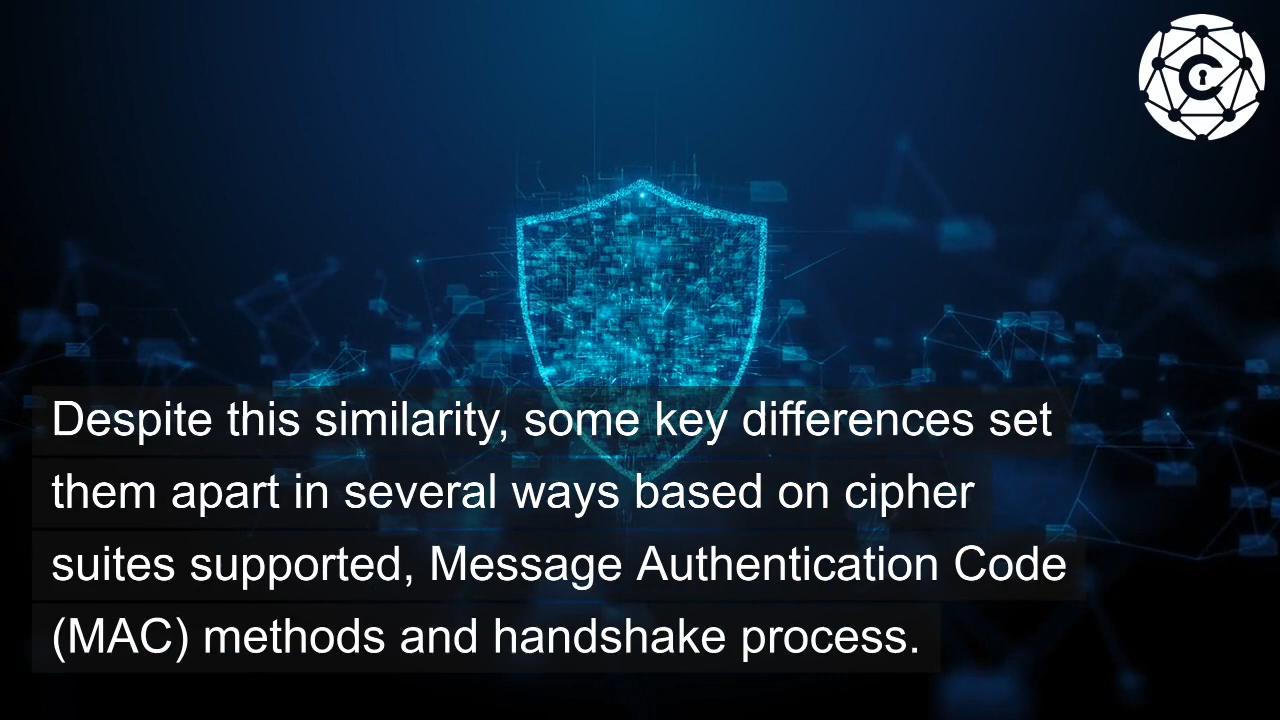 Despite this similarity, some key differences set
them apart in several ways based on cipher
suites supported, Message Authentication Code
(MAC) methods and handshake process.